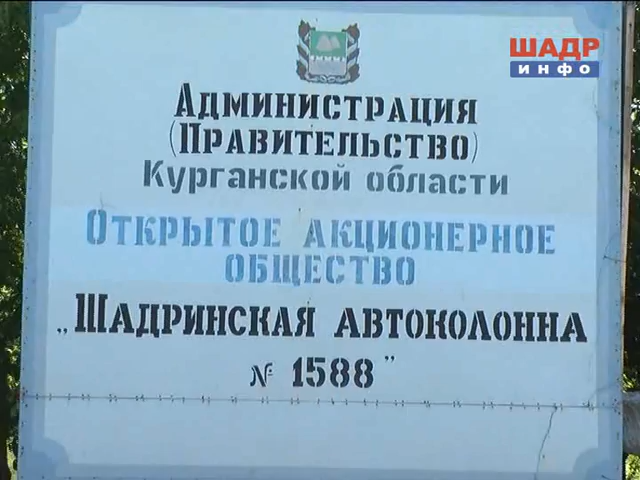 ШАДР
ИНФО
Администрация
(Правительство)
Курганской области
Открытое акционерное
общество
„Шадринская автоколонна
№ 1588”